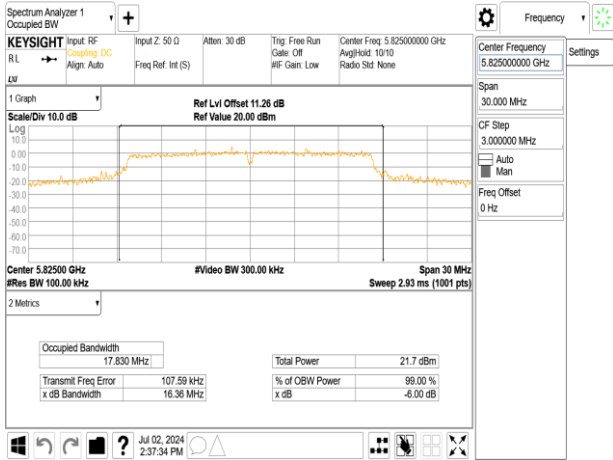 Spectrum Analyzer 1
Occupied BW
KEYSIGHT
RL
Input: RF
Coupling: DC
Align: Auto
Input Z: 50 Ω
Freq Ref: Int (S)
Atten: 30 dB
Trig: Free Run
Gate: Off
#IF Gain: Low
Center Freq: 5.825000000 GHz
Avg|Hold: 10/10
Radio Std: None
1 Graph
Scale/Div 10.0 dB
Ref Lvl Offset 11.26 dB
Ref Value 20.00 dBm
Log
10.0
0.00
-10.0
-20.0
-30.0
-40.0
-50.0
-60.0
-70.0
Center 5.82500 GHz
#Video BW 300.00 kHz
Span 30 MHz
#Res BW 100.00 kHz
Sweep 2.93 ms (1001 pts)
2 Metrics
Occupied Bandwidth
17.830 MHz
Total Power 21.7 dBm
Transmit Freq Error 107.59 kHz
% of OBW Power 99.00 %
x dB Bandwidth 16.36 MHz
x dB -6.00 dB
?
Jul 02, 2024
2:37:34 PM
Frequency
Center Frequency
5.825000000 GHz
Settings
Span
30.000 MHz
CF Step
3.000000 MHz
Auto
Man
Freq Offset
0 Hz